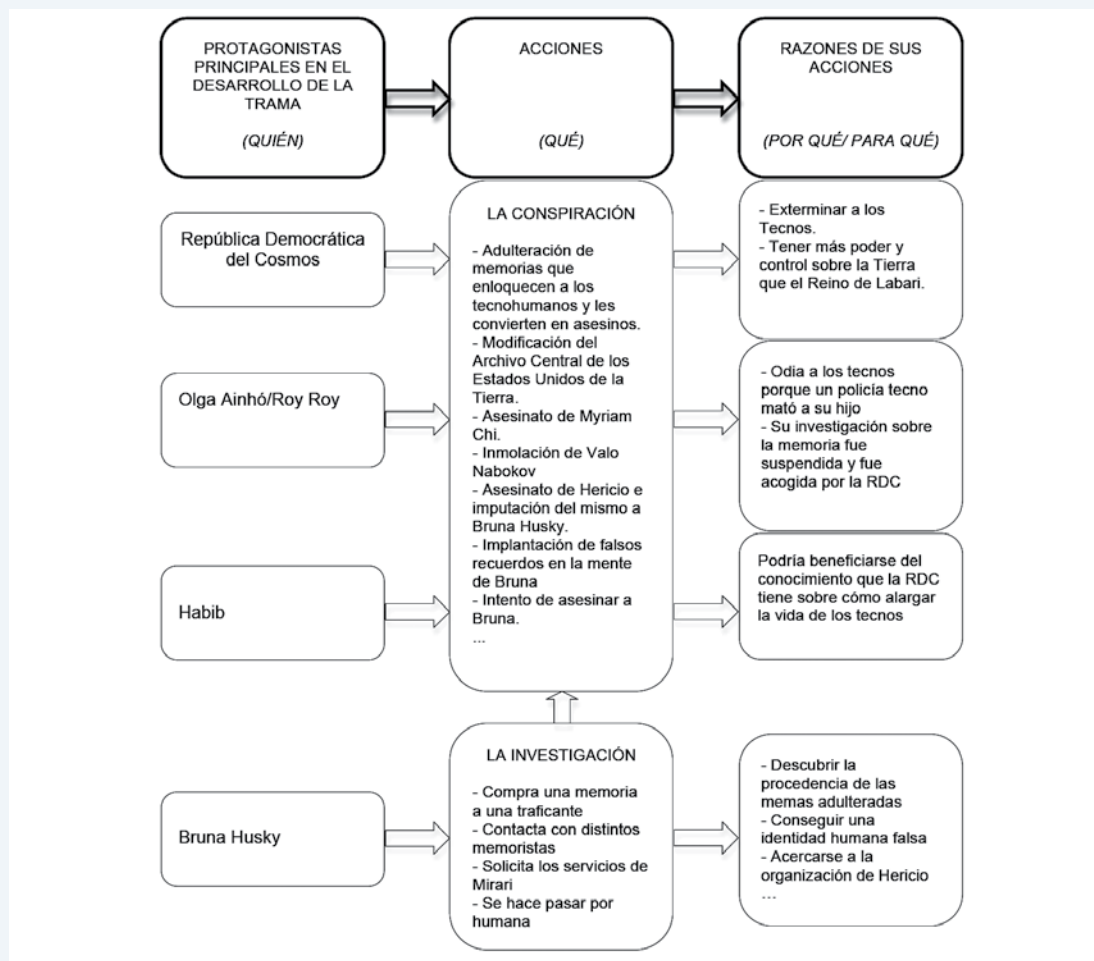 PROTAGONISTAS
PRINCIPALES EN EL
DESARROLLO DE LA
TRAMA
(QUIÉN)
ACCIONES
(QUÉ)
RAZONES DE SUS
ACCIONES
(POR QUÉ/ PARA QUÉ)
República Democrática
del Cosmos
Olga Ainhó/Roy Roy
Habib
LA CONSPIRACIÓN
- Adulteración de
memorias que
enloquecen a los
tecnohumanos y les
convierten en asesinos.
- Modificación del
Archivo Central de los
Estados Unidos de la
Tierra.
- Asesinato de Myriam
Chi.
- Inmolación de Valo
Nabokov
- Asesinato de Hericio e
imputación del mismo a
Bruna Husky.
- Implantación de falsos
recuerdos en la mente
de Bruna
- Intento de asesinar a
Bruna.
...
- Exterminar a los
Tecnos.
- Tener más poder y
control sobre la Tierra
que el Reino de Labari.
- Odia a los tecnos
porque un policía tecno
mató a su hijo
- Su investigación sobre
la memoria fue
suspendida y fue
acogida por la RDC
Podría beneficiarse del
conocimiento que la RDC
tiene sobre cómo alargar
la vida de los tecnos
Bruna Husky
LA INVESTIGACIÓN
- Compra una memoria
a una traficante
- Contacta con distintos
memoristas
- Solicita los servicios de
Mirari
- Se hace pasar por
humana
- Descubrir la
procedencia de las
memas adulteradas
- Conseguir una
identidad humana falsa
- Acercarse a la
organización de Hericio
...